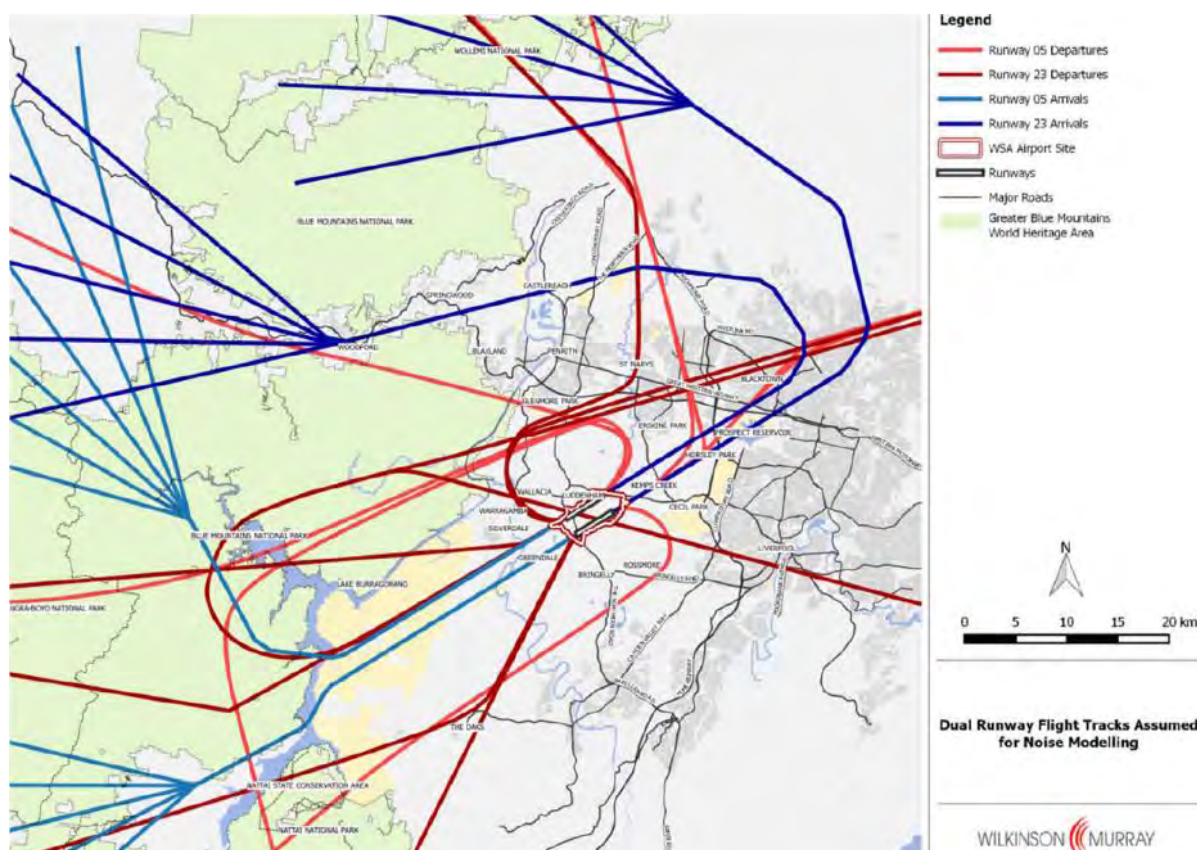 Legend
Runway 05 Departures
Runway 23 Departures
Runway 05 Arrivals
Runway 23 Arrivals
WSA Airport Site
Runways
Major Roads
Greater Blue Mountains
World Heritage Area
N
0 5 10 15 20 km
Dual Runway Flight Tracks Assumed
for Noise Modelling
WILKINSON MURRAY
WOLLEMI NATIONAL PARK
BLUE MOUNTAINS NATIONAL PARK
CASTLEREAGH
SPRINGWOOD
WOODFORD
BLAXLAND
PENRITH
ST MARYS
BLACKTOWN
GREAT WESTERN HIGHWAY
GLENMORE PARK
ERSKINE PARK
PROSPECT RESERVOIR
HORSLEY PARK
KEMPS CREEK
WALLACIA
LUDDENHAM
CECIL PARK
WARRAGAMBA
SILVERDALE
BLUE MOUNTAINS NATIONAL PARK
GREENDALE
LIVERPOOL
LAKE BURRAGORANG
BRINGELLY
ROSSMORE
THE OAKS
NATTAI STATE CONSERVATION AREA
NATTAI NATIONAL PARK